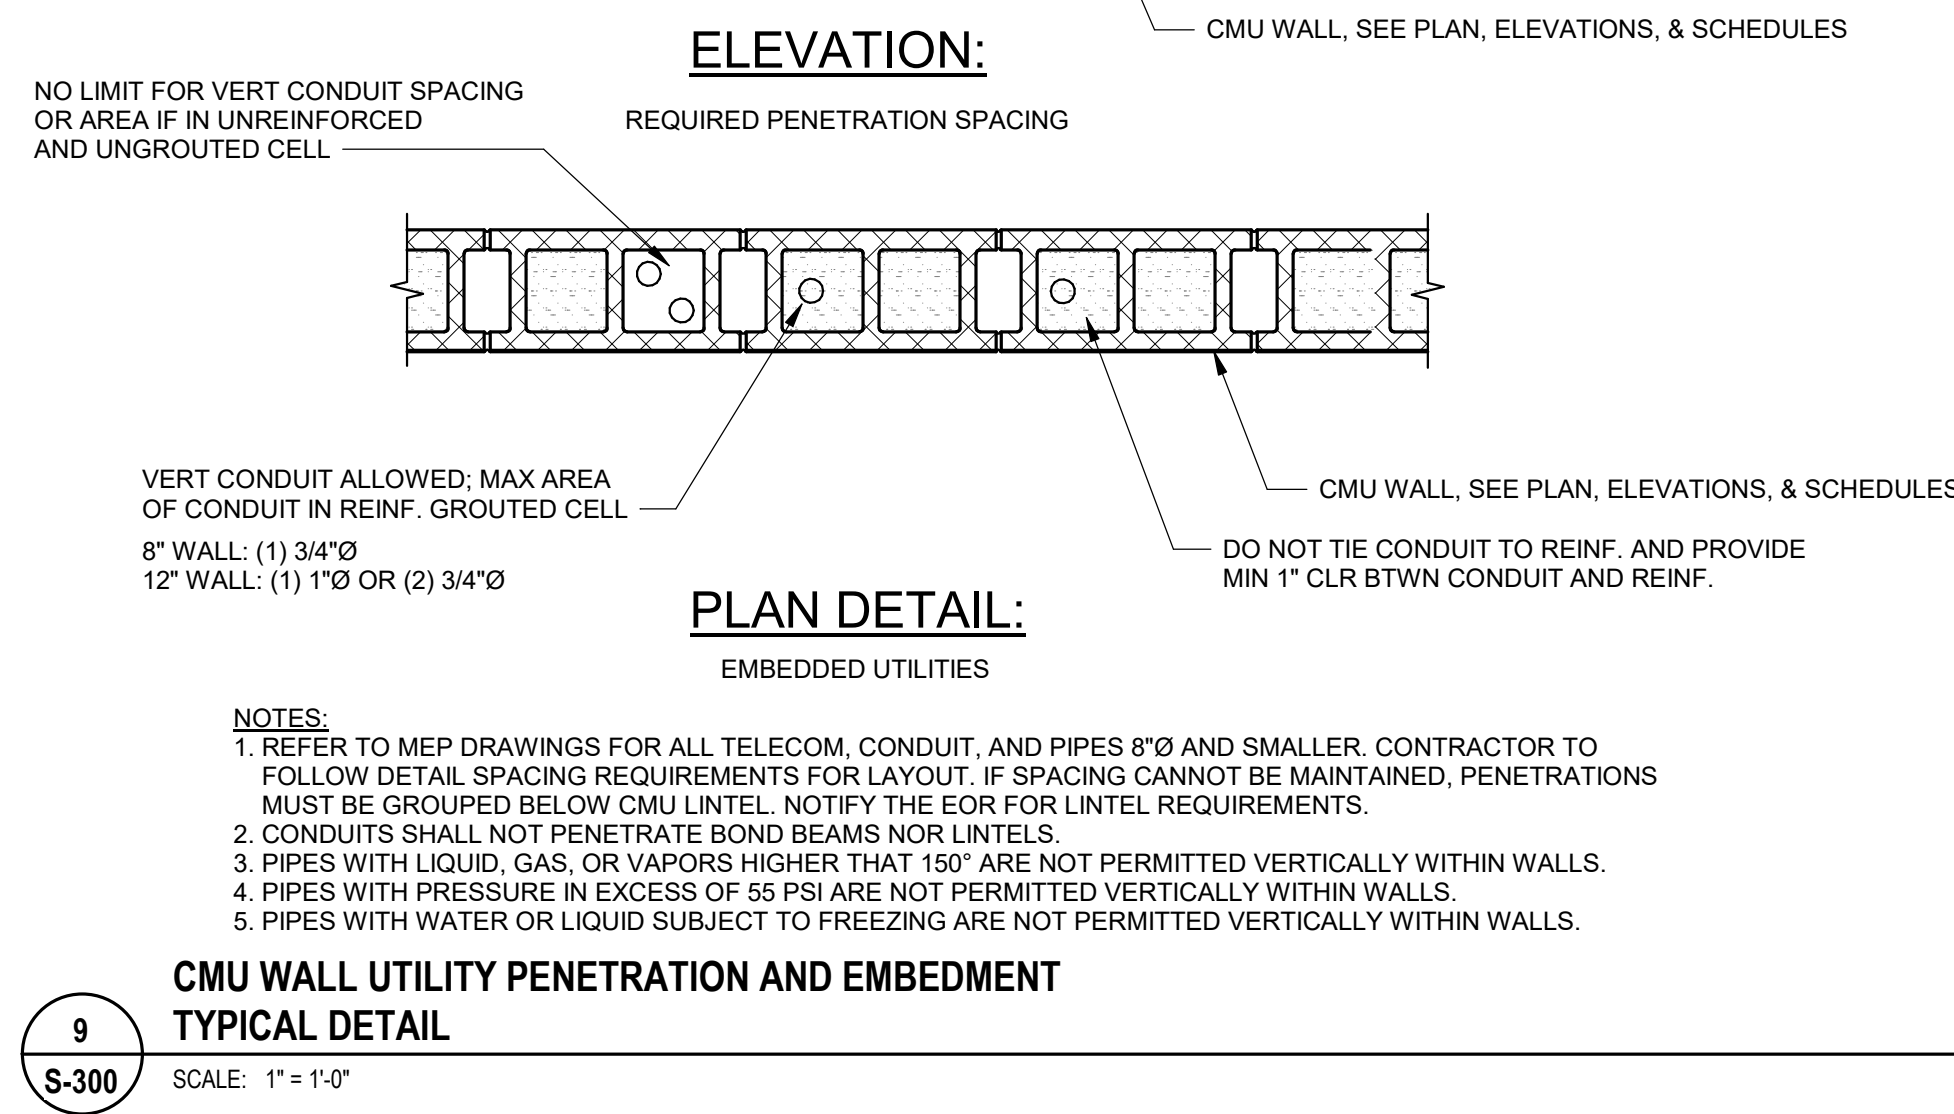 CMU WALL, SEE PLAN, ELEVATIONS, & SCHEDULES
ELEVATION:
REQUIRED PENETRATION SPACING
NO LIMIT FOR VERT CONDUIT SPACING
OR AREA IF IN UNREINFORCED
AND UNGROUTED CELL
VERT CONDUIT ALLOWED; MAX AREA
OF CONDUIT IN REINF. GROUTED CELL
8" WALL: (1) 3/4"Ø
12" WALL: (1) 1"Ø OR (2) 3/4"Ø
CMU WALL, SEE PLAN, ELEVATIONS, & SCHEDULES
DO NOT TIE CONDUIT TO REINF. AND PROVIDE
MIN 1" CLR BTWN CONDUIT AND REINF.
PLAN DETAIL:
EMBEDDED UTILITIES
NOTES:
1. REFER TO MEP DRAWINGS FOR ALL TELECOM, CONDUIT, AND PIPES 8"Ø AND SMALLER. CONTRACTOR TO
FOLLOW DETAIL SPACING REQUIREMENTS FOR LAYOUT. IF SPACING CANNOT BE MAINTAINED, PENETRATIONS
MUST BE GROUPED BELOW CMU LINTEL. NOTIFY THE EOR FOR LINTEL REQUIREMENTS.
2. CONDUITS SHALL NOT PENETRATE BOND BEAMS NOR LINTELS.
3. PIPES WITH LIQUID, GAS, OR VAPORS HIGHER THAT 150° ARE NOT PERMITTED VERTICALLY WITHIN WALLS.
4. PIPES WITH PRESSURE IN EXCESS OF 55 PSI ARE NOT PERMITTED VERTICALLY WITHIN WALLS.
5. PIPES WITH WATER OR LIQUID SUBJECT TO FREEZING ARE NOT PERMITTED VERTICALLY WITHIN WALLS.
CMU WALL UTILITY PENETRATION AND EMBEDMENT
TYPICAL DETAIL
9
S-300
SCALE: 1" = 1'-0"